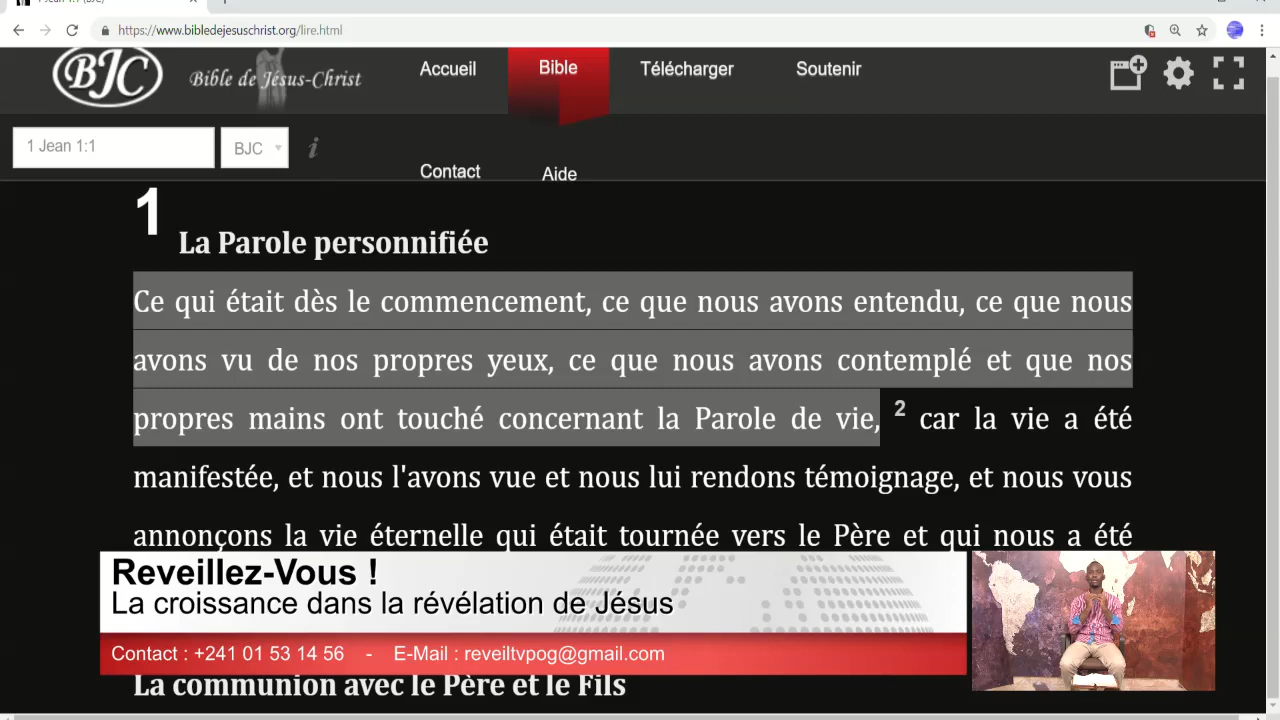 https://www.bibledejesuschrist.org/lire.html
BJC
Bible de Jésus-Christ
Accueil
Bible
Télécharger
Soutenir
1 Jean 1:1
BJC
i
Contact
Aide
1
La Parole personnifiée
Ce qui était dès le commencement, ce que nous avons entendu, ce que nous
avons vu de nos propres yeux, ce que nous avons contemplé et que nos
propres mains ont touché concernant la Parole de vie, 2 car la vie a été
manifestée, et nous l'avons vue et nous lui rendons témoignage, et nous vous
annonçons la vie éternelle qui était tournée vers le Père et qui nous a été
Reveillez-Vous !
La croissance dans la révélation de Jésus
Contact : +241 01 53 14 56 - E-Mail : reveiltvpog@gmail.com
La communion avec le Père et le Fils